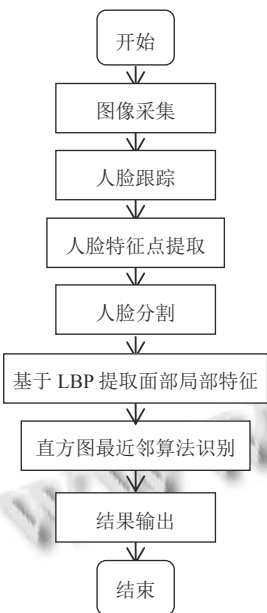 开始
图像采集
人脸跟踪
人脸特征点提取
人脸分割
基于 LBP 提取面部局部特征
直方图最近邻算法识别
结果输出
结束